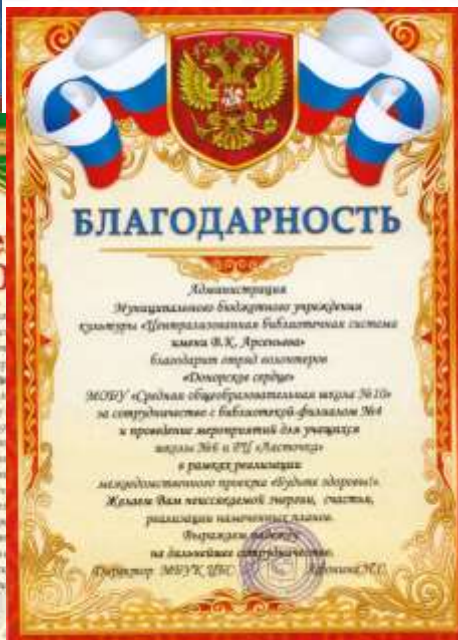 БЛАГОДАРНОСТЬ
Администрация
Муниципального бюджетного учреждения
культуры «Централизованная библиотечная система
имени В.К. Арсеньева»
благодарит отряд волонтеров
«Донорское сердце»
МОБУ «Средняя общеобразовательная школа №10»
за сотрудничество с библиотекой-филиалом №4
и проведение мероприятий для учащихся
школы №6 и РЦ «Ласточка»
в рамках реализации
межведомственного проекта «Будьте здоровы!».
Желаем Вам неиссякаемой энергии, счастья,
реализации намеченных планов.
Выражаем надежду
на дальнейшее сотрудничество.
Директор МБУК ЦБС